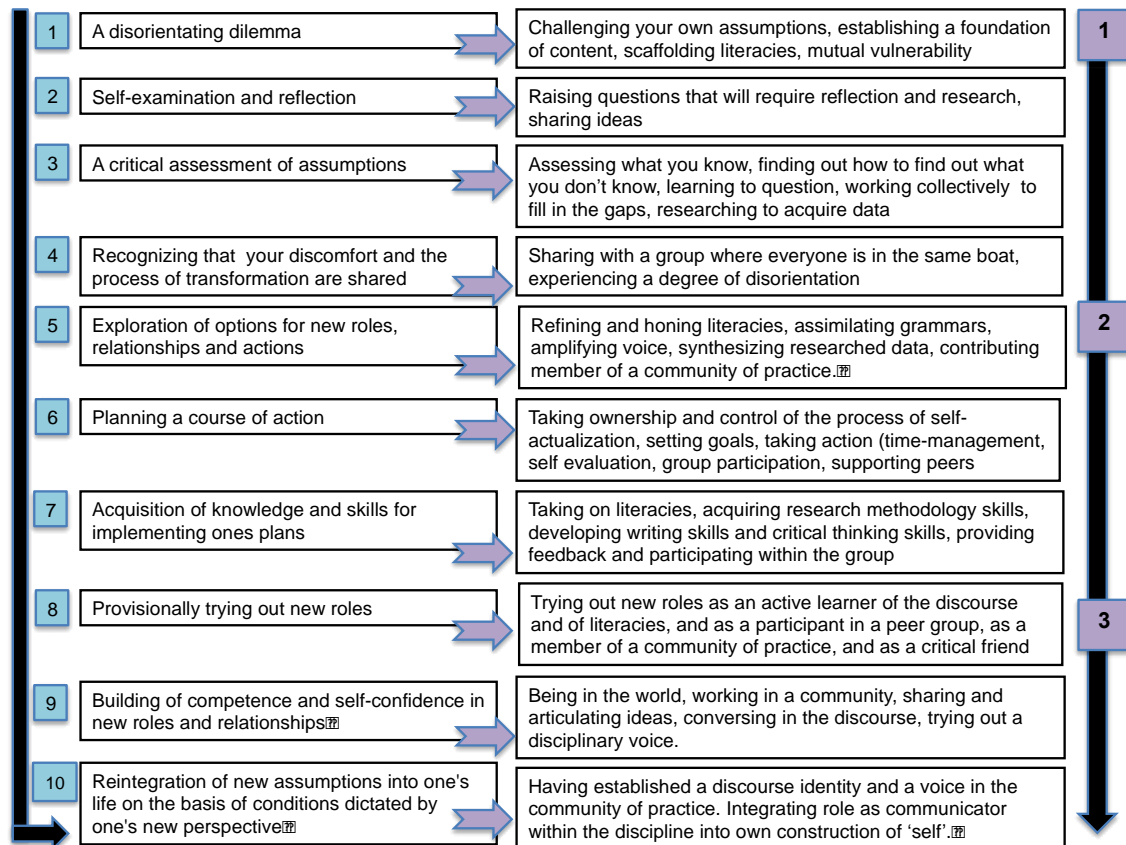 1
A disorientating dilemma
Challenging your own assumptions, establishing a foundation
of content, scaffolding literacies, mutual vulnerability
1
2
Self-examination and reflection
Raising questions that will require reflection and research,
sharing ideas
3
A critical assessment of assumptions
Assessing what you know, finding out how to find out what
you don’t know, learning to question, working collectively to
fill in the gaps, researching to acquire data
4
Recognizing that your discomfort and the
process of transformation are shared
Sharing with a group where everyone is in the same boat,
experiencing a degree of disorientation
5
Exploration of options for new roles,
relationships and actions
Refining and honing literacies, assimilating grammars,
amplifying voice, synthesizing researched data, contributing
member of a community of practice.
2
6
Planning a course of action
Taking ownership and control of the process of self-
actualization, setting goals, taking action (time-management,
self evaluation, group participation, supporting peers
7
Acquisition of knowledge and skills for
implementing ones plans
Taking on literacies, acquiring research methodology skills,
developing writing skills and critical thinking skills, providing
feedback and participating within the group
8
Provisionally trying out new roles
Trying out new roles as an active learner of the discourse
and of literacies, and as a participant in a peer group, as a
member of a community of practice, and as a critical friend
3
9
Building of competence and self-confidence in
new roles and relationships
Being in the world, working in a community, sharing and
articulating ideas, conversing in the discourse, trying out a
disciplinary voice.
10
Reintegration of new assumptions into one's
life on the basis of conditions dictated by
one's new perspective
Having established a discourse identity and a voice in the
community of practice. Integrating role as communicator
within the discipline into own construction of ‘self’.